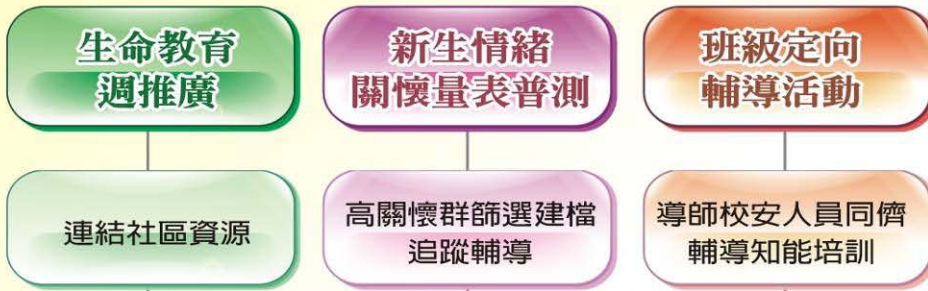 生命教育
週推廣
新生情緒
關懷量表普測
班級定向
輔導活動
連結社區資源
高關懷群篩選建檔
追蹤輔導
導師校安人員同儕
輔導知能培訓